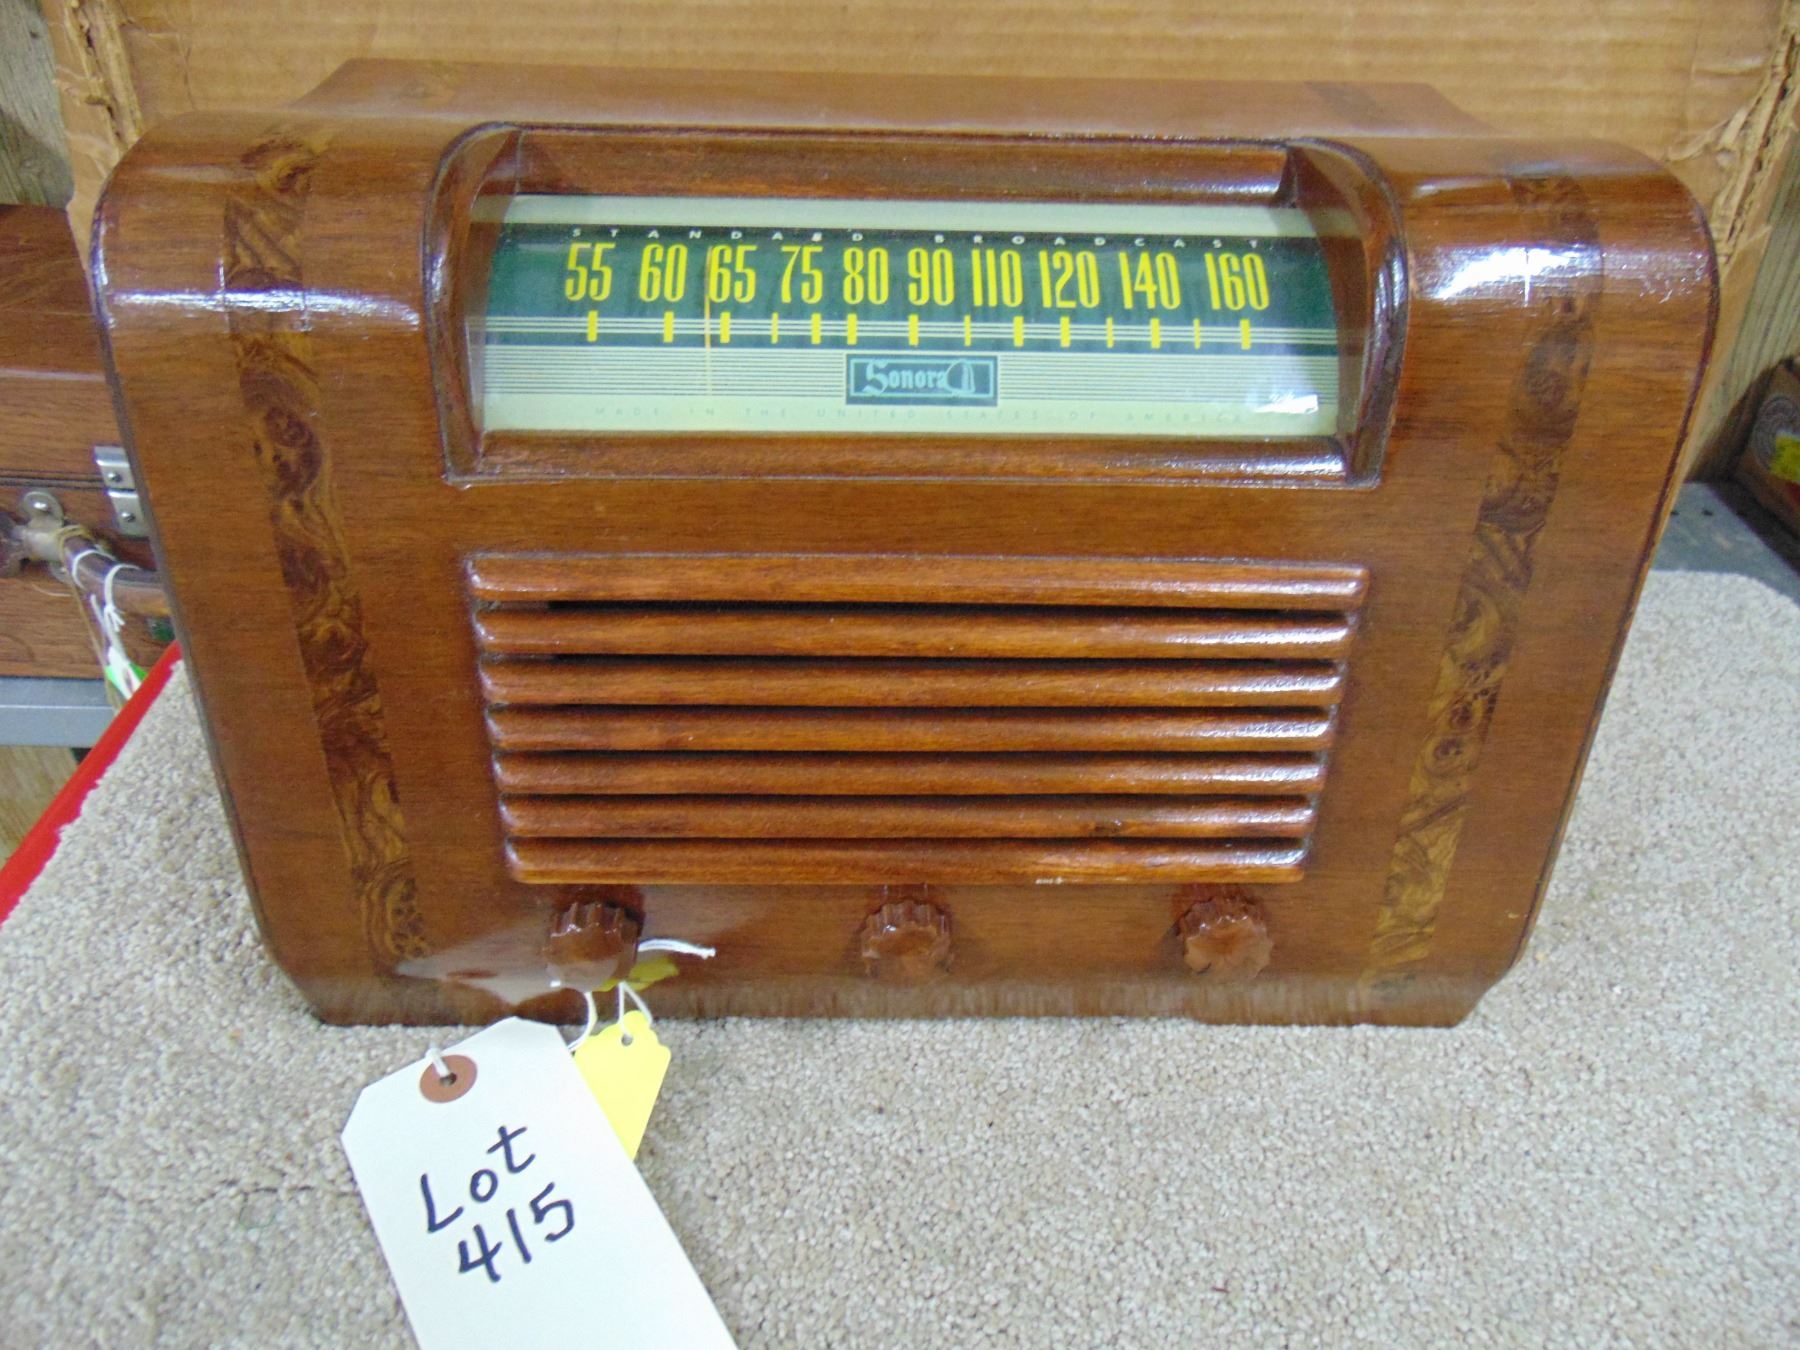 STANDARD BROADCAST
55 60 65 75 80 90 110 120 140 160
Sonora
MADE IN THE UNITED STATES OF AMERICA
Lot
415